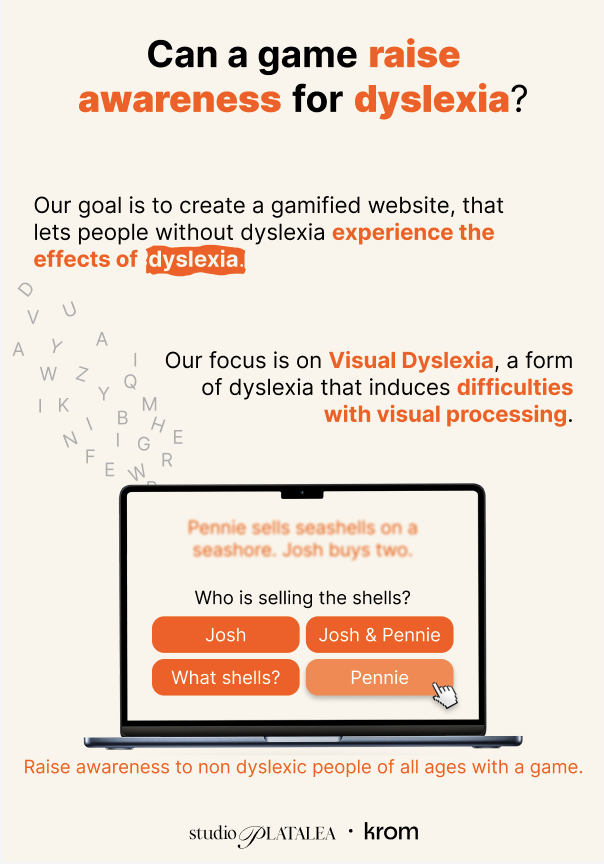 Can a game raise
awareness for dyslexia?
Our goal is to create a gamified website, that
lets people without dyslexia experience the
effects of dyslexia.
Our focus is on Visual Dyslexia, a form
of dyslexia that induces difficulties
with visual processing.
D
V U
A Y A I
W Z Q
I K Y M
N I B H
I G E
F E W R
Pennie sells seashells on a
seashore. Josh buys two.
Who is selling the shells?
Josh
Josh & Pennie
What shells?
Pennie
Raise awareness to non dyslexic people of all ages with a game.
studio PLATALEA · krom